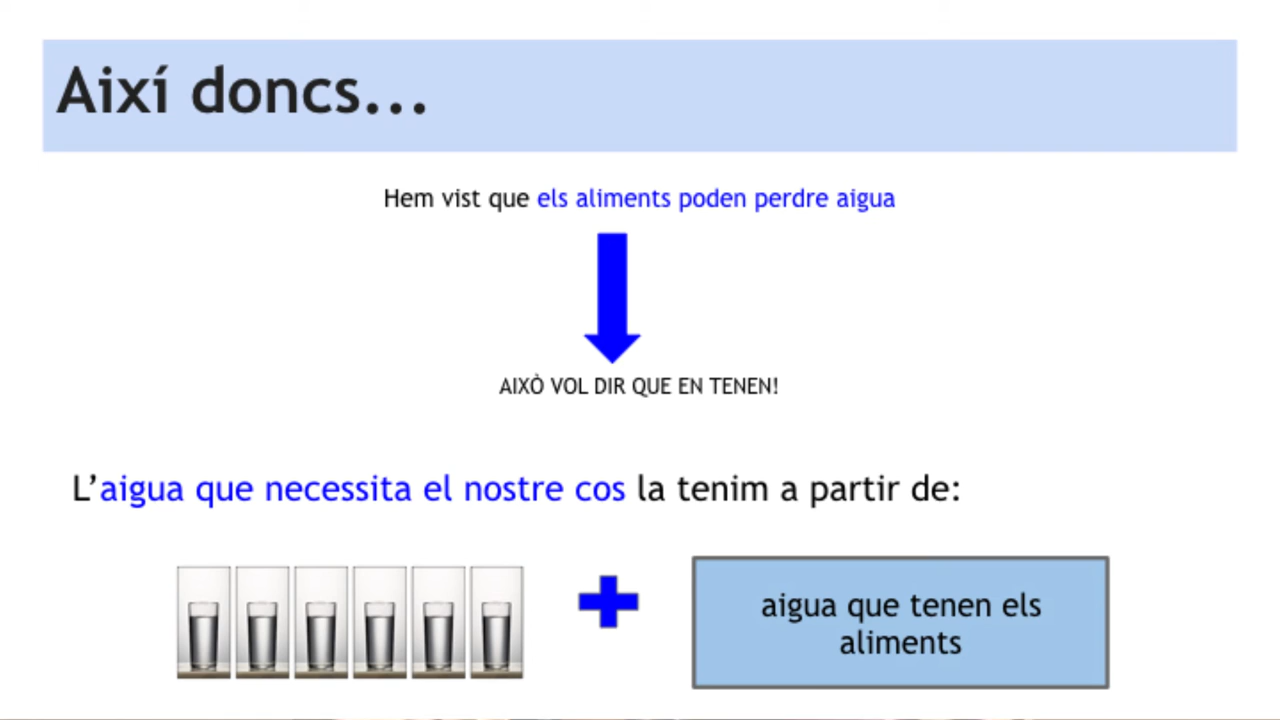 Així doncs...
Hem vist que els aliments poden perdre aigua
AIXÒ VOL DIR QUE EN TENEN!
L’aigua que necessita el nostre cos la tenim a partir de:
aigua que tenen els
aliments